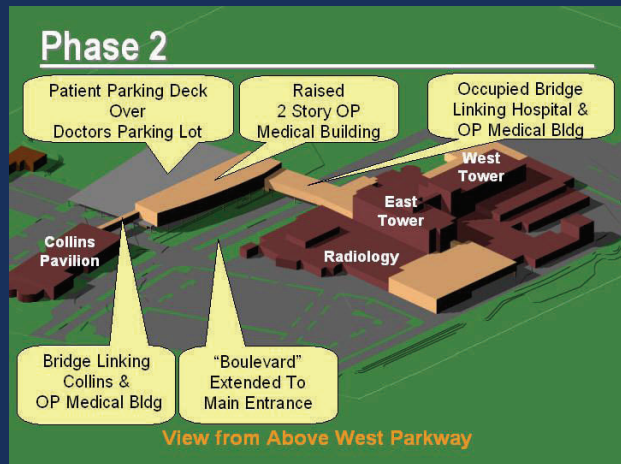 Phase 2
Patient Parking Deck
Over
Doctors Parking Lot
Raised
2 Story OP
Medical Building
Occupied Bridge
Linking Hospital &
OP Medical Bldg
West
Tower
East
Tower
Collins
Pavilion
Radiology
Bridge Linking
Collins &
OP Medical Bldg
“Boulevard”
Extended To
Main Entrance
View from Above West Parkway